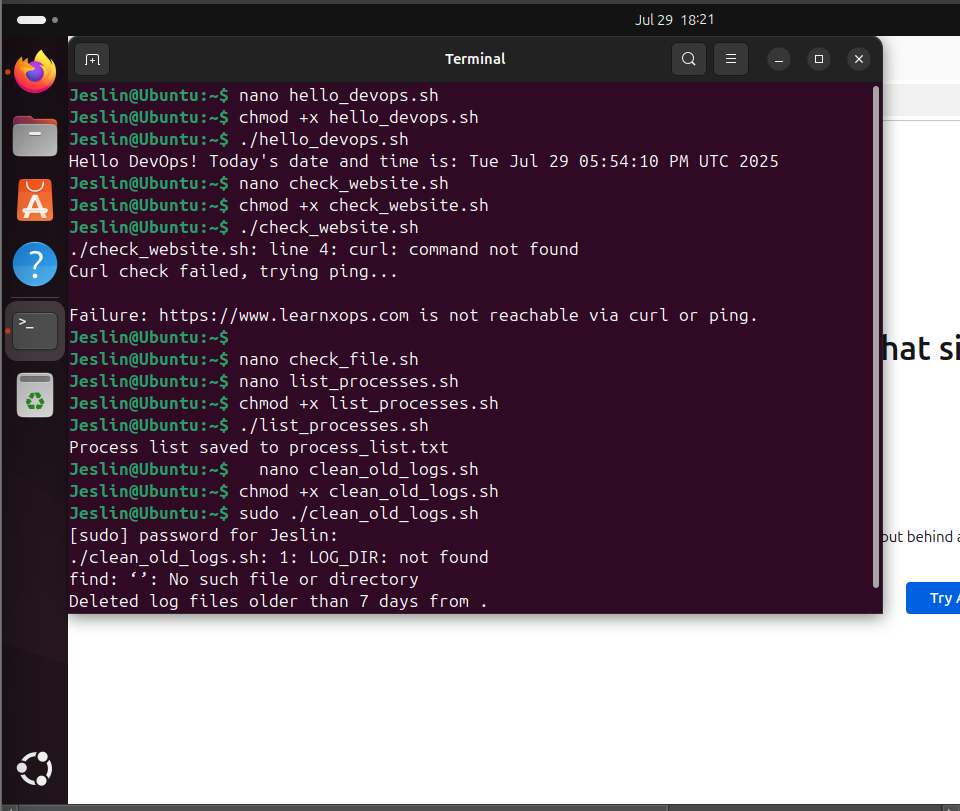 Jul 29 18:21
Terminal
Jeslin@Ubuntu:~$ nano hello_devops.sh
Jeslin@Ubuntu:~$ chmod +x hello_devops.sh
Jeslin@Ubuntu:~$ ./hello_devops.sh
Hello DevOps! Today's date and time is: Tue Jul 29 05:54:10 PM UTC 2025
Jeslin@Ubuntu:~$ nano check_website.sh
Jeslin@Ubuntu:~$ chmod +x check_website.sh
Jeslin@Ubuntu:~$ ./check_website.sh
./check_website.sh: line 4: curl: command not found
Curl check failed, trying ping...
Failure: https://www.learnxops.com is not reachable via curl or ping.
Jeslin@Ubuntu:~$
Jeslin@Ubuntu:~$ nano check_file.sh
Jeslin@Ubuntu:~$ nano list_processes.sh
Jeslin@Ubuntu:~$ chmod +x list_processes.sh
Jeslin@Ubuntu:~$ ./list_processes.sh
Process list saved to process_list.txt
Jeslin@Ubuntu:~$   nano clean_old_logs.sh
Jeslin@Ubuntu:~$ chmod +x clean_old_logs.sh
Jeslin@Ubuntu:~$ sudo ./clean_old_logs.sh
[sudo] password for Jeslin:
./clean_old_logs.sh: 1: LOG_DIR: not found
find: ‘’: No such file or directory
Deleted log files older than 7 days from .
hat si
out behind a
Try A